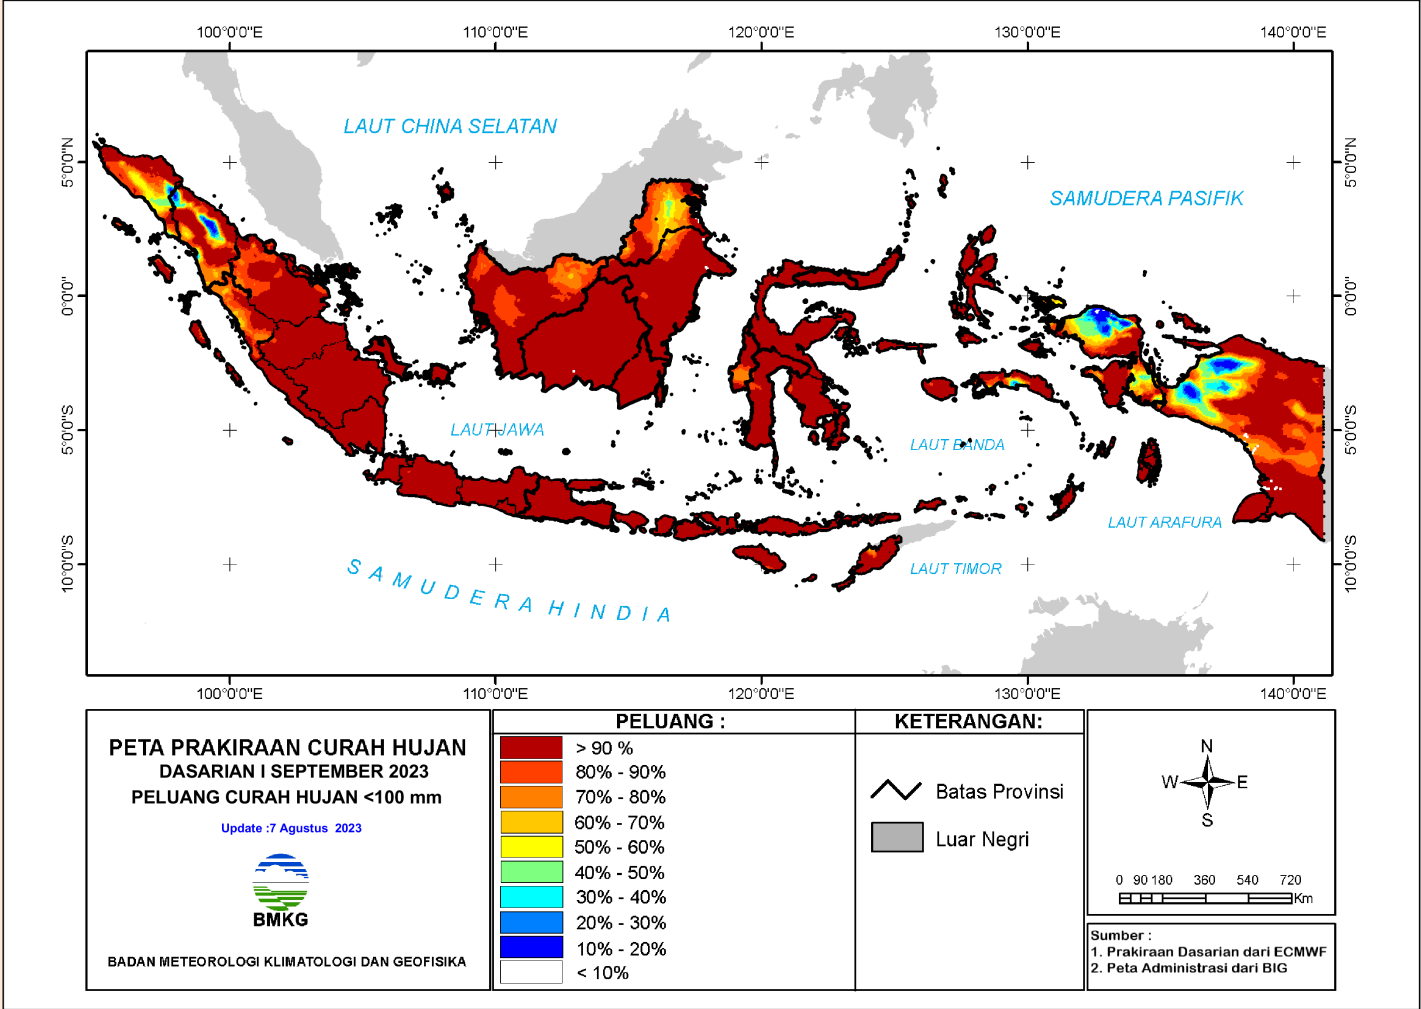 100°0'0"E
110°0'0"E
120°0'0"E
130°0'0"E
140°0'0"E
5°0'0"N
0°0'0"
5°0'0"S
10°0'0"S
5°0'0"N
0°0'0"
5°0'0"S
10°0'0"S
LAUT CHINA SELATAN
SAMUDERA PASIFIK
LAUT JAWA
LAUT BANDA
LAUT ARAFURA
LAUT TIMOR
SAMUDERA HINDIA
100°0'0"E
110°0'0"E
120°0'0"E
130°0'0"E
140°0'0"E
PETA PRAKIRAAN CURAH HUJAN
DASARIAN I SEPTEMBER 2023
PELUANG CURAH HUJAN <100 mm
Update :7 Agustus 2023
BMKG
BADAN METEOROLOGI KLIMATOLOGI DAN GEOFISIKA
PELUANG :
> 90 %
80% - 90%
70% - 80%
60% - 70%
50% - 60%
40% - 50%
30% - 40%
20% - 30%
10% - 20%
< 10%
KETERANGAN:
Batas Provinsi
Luar Negri
N
W
E
S
0 90 180 360 540 720
Km
Sumber :
1. Prakiraan Dasarian dari ECMWF
2. Peta Administrasi dari BIG